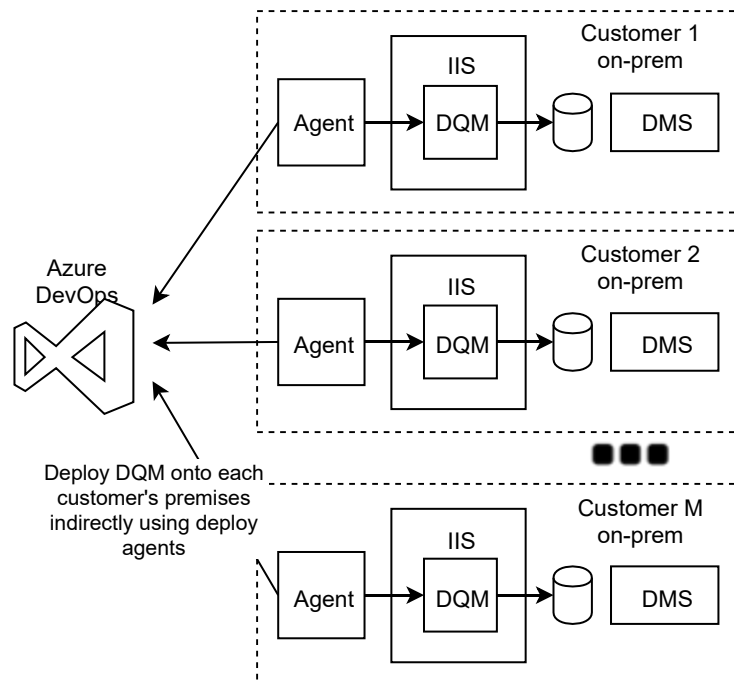 Customer 1
on-prem
IIS
Agent
DQM
DMS
Azure
DevOps
Customer 2
on-prem
IIS
Agent
DQM
DMS
Deploy DQM onto each
customer's premises
indirectly using deploy
agents
Customer M
on-prem
IIS
Agent
DQM
DMS